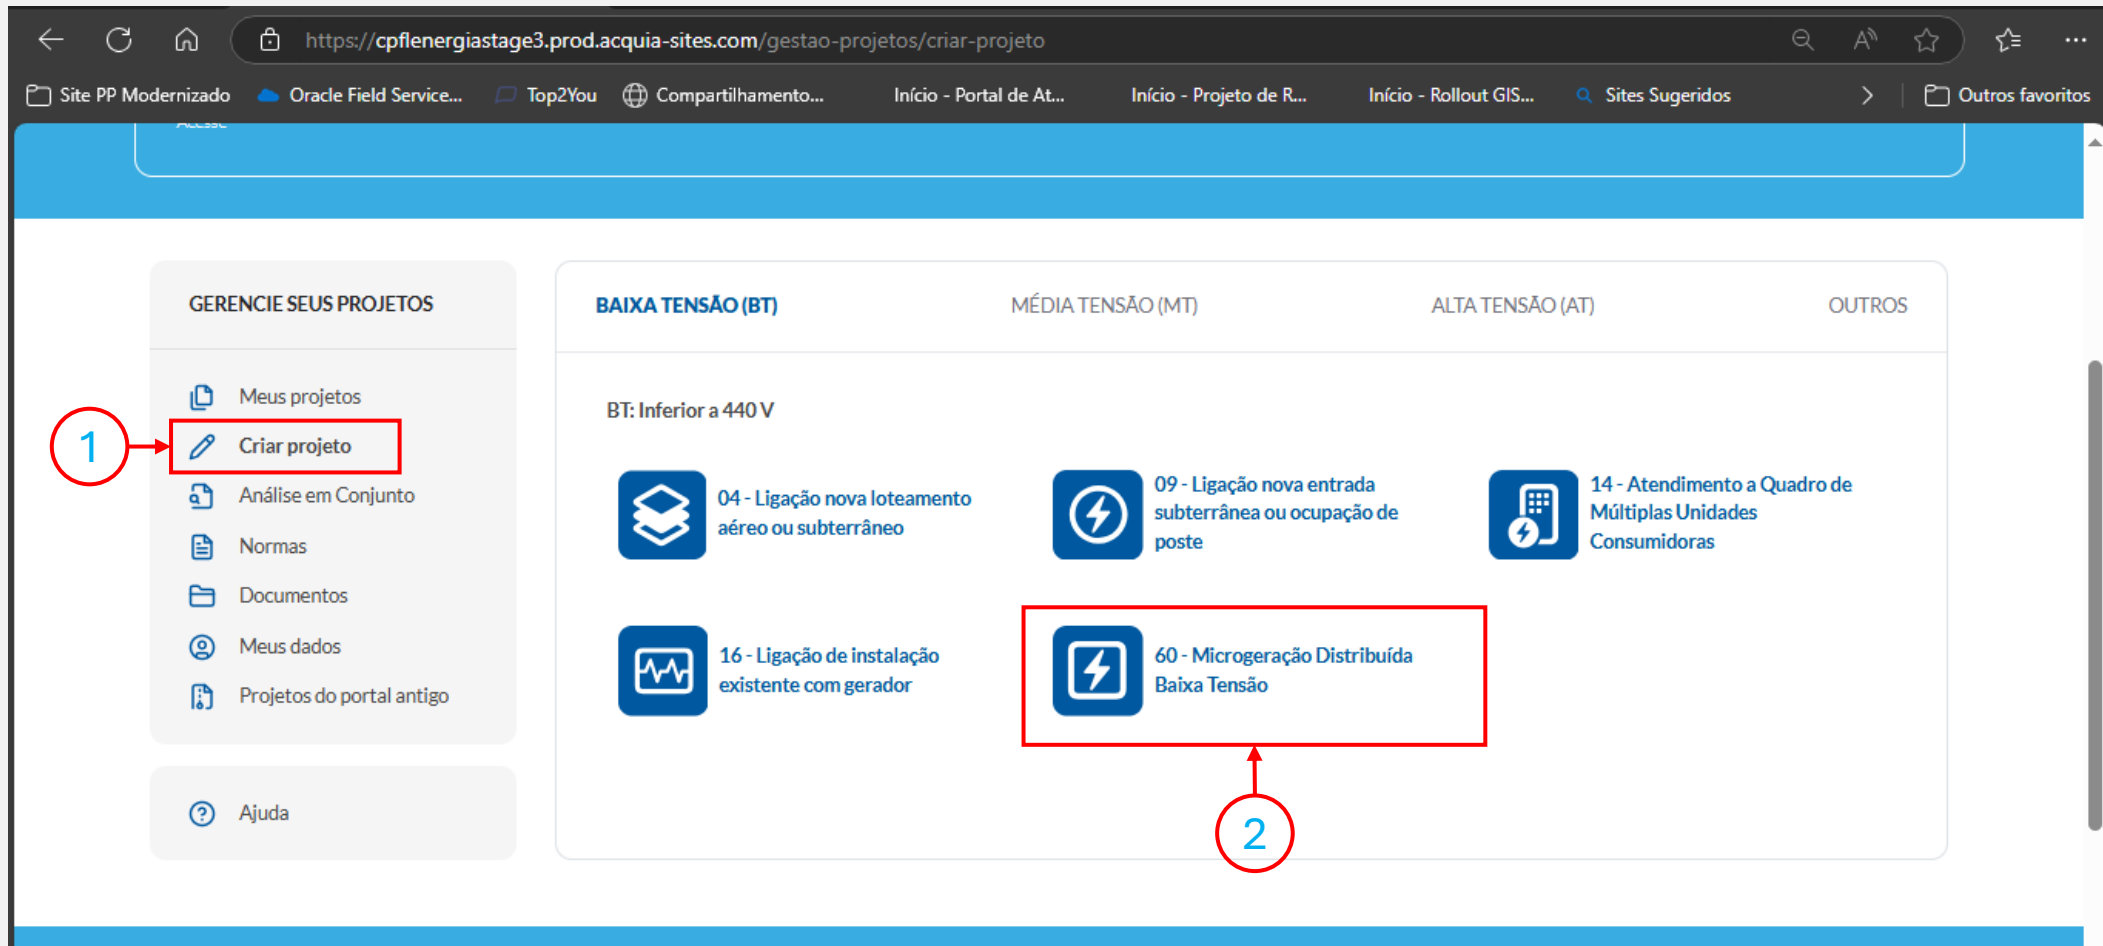 https://cpflenergiastage3.prod.acquia-sites.com/gestao-projetos/criar-projeto
Site PP Modernizado
Oracle Field Service...
Top2You
Compartilhamento...
Início - Portal de At...
Início - Projeto de R...
Início - Rollout GIS...
Sites Sugeridos
Outros favoritos
Acesse
GERENCIE SEUS PROJETOS
Meus projetos
1
Criar projeto
Análise em Conjunto
Normas
Documentos
Meus dados
Projetos do portal antigo
Ajuda
BAIXA TENSÃO (BT)
MÉDIA TENSÃO (MT)
ALTA TENSÃO (AT)
OUTROS
BT: Inferior a 440 V
04 - Ligação nova loteamento
aéreo ou subterrâneo
09 - Ligação nova entrada
subterrânea ou ocupação de
poste
14 - Atendimento a Quadro de
Múltiplas Unidades
Consumidoras
16 - Ligação de instalação
existente com gerador
60 - Microgeração Distribuída
Baixa Tensão
2